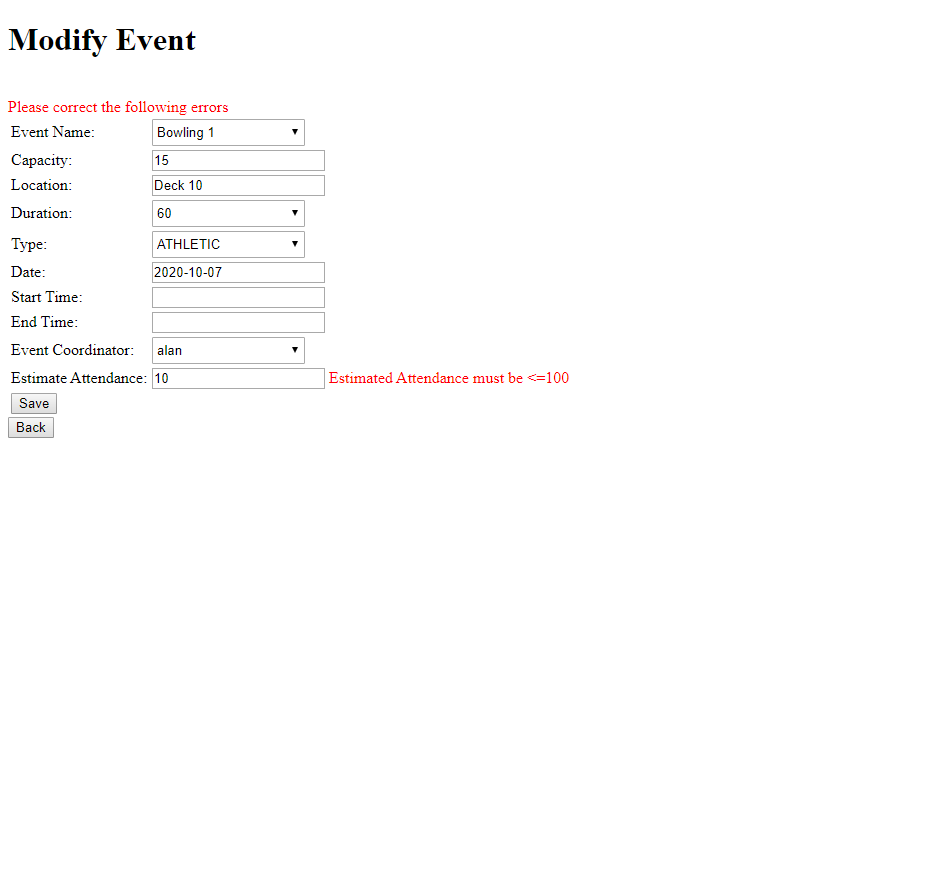 Modify Event
Please correct the following errors
Event Name: Bowling 1
Capacity: 15
Location: Deck 10
Duration: 60
Type: ATHLETIC
Date: 2020-10-07
Start Time:
End Time:
Event Coordinator: alan
Estimate Attendance: 10 Estimated Attendance must be <=100
Save
Back